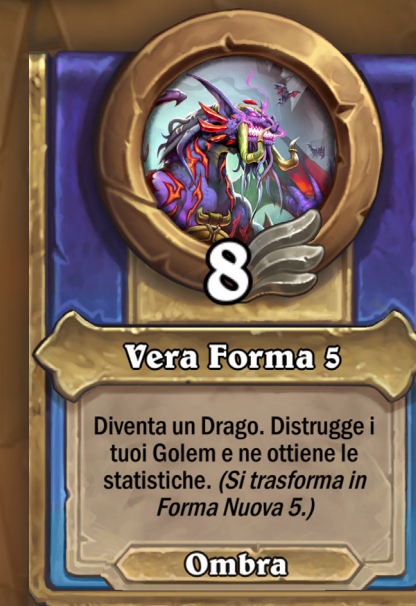 8
Vera Forma 5
Diventa un Drago. Distrugge i
tuoi Golem e ne ottiene le
statistiche. (Si trasforma in
Forma Nuova 5.)
Ombra